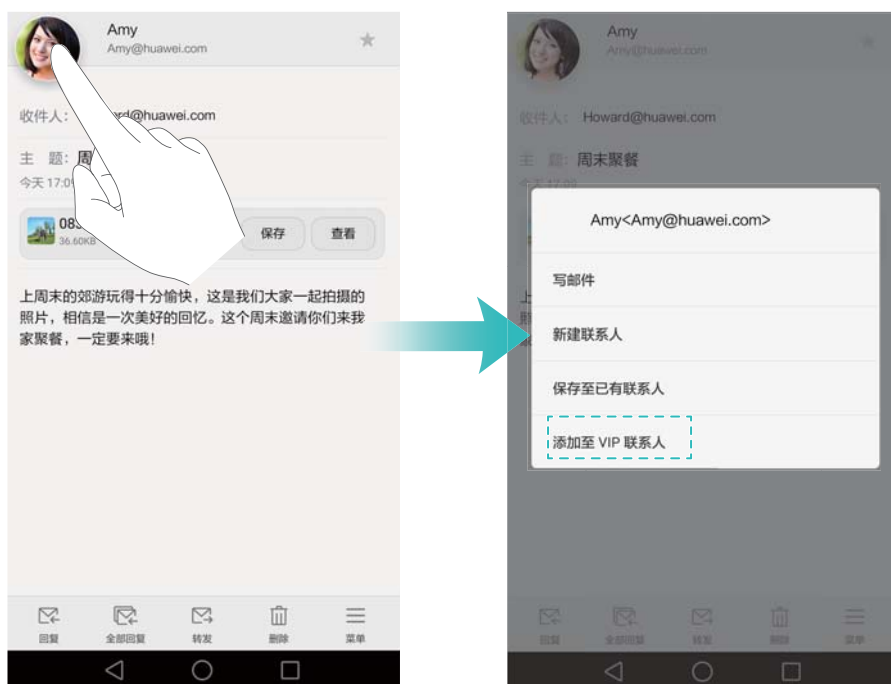 Amy
Amy@huawei.com
收件人：
ard@huawei.com
主 题：周
今天 17:0
083
36.60KB
保存
查看
上周末的郊游玩得十分愉快，这是我们大家一起拍摄的
照片，相信是一次美好的回忆。这个周末邀请你们来我
家聚餐，一定要来哦！
回复
全部回复
转发
删除
菜单
Amy
Amy@huawei.com
收件人：
Howard@huawei.com
主 题：周末聚餐
今天 17:09
Amy<Amy@huawei.com>
写邮件
新建联系人
保存至已有联系人
添加至 VIP 联系人
回复
全部回复
转发
删除
菜单